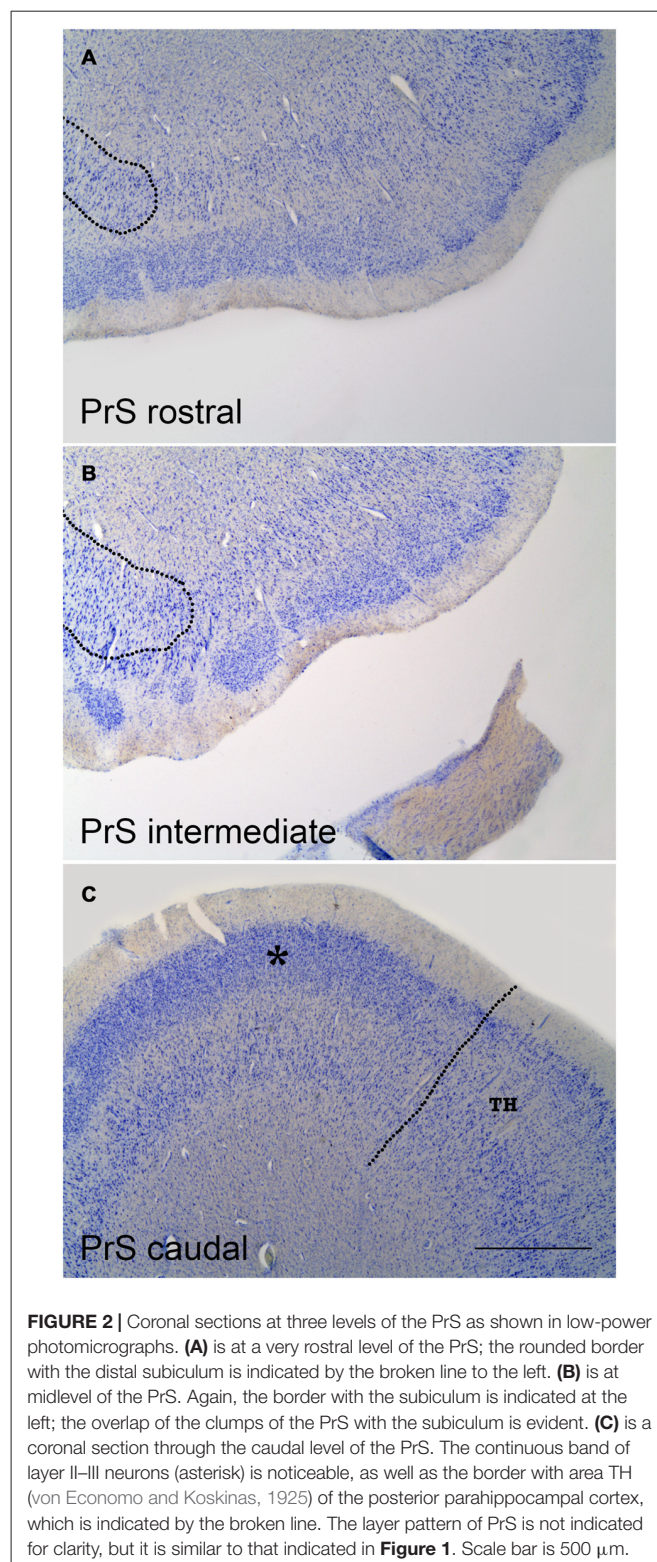 A
PrS rostral
B
PrS intermediate
C
*
TH
PrS caudal
FIGURE 2 | Coronal sections at three levels of the PrS as shown in low-power
photomicrographs. (A) is at a very rostral level of the PrS; the rounded border
with the distal subiculum is indicated by the broken line to the left. (B) is at
midlevel of the PrS. Again, the border with the subiculum is indicated at the
left; the overlap of the clumps of the PrS with the subiculum is evident. (C) is a
coronal section through the caudal level of the PrS. The continuous band of
layer II–III neurons (asterisk) is noticeable, as well as the border with area TH
(von Economo and Koskinas, 1925) of the posterior parahippocampal cortex,
which is indicated by the broken line. The layer pattern of PrS is not indicated
for clarity, but it is similar to that indicated in Figure 1. Scale bar is 500 μm.